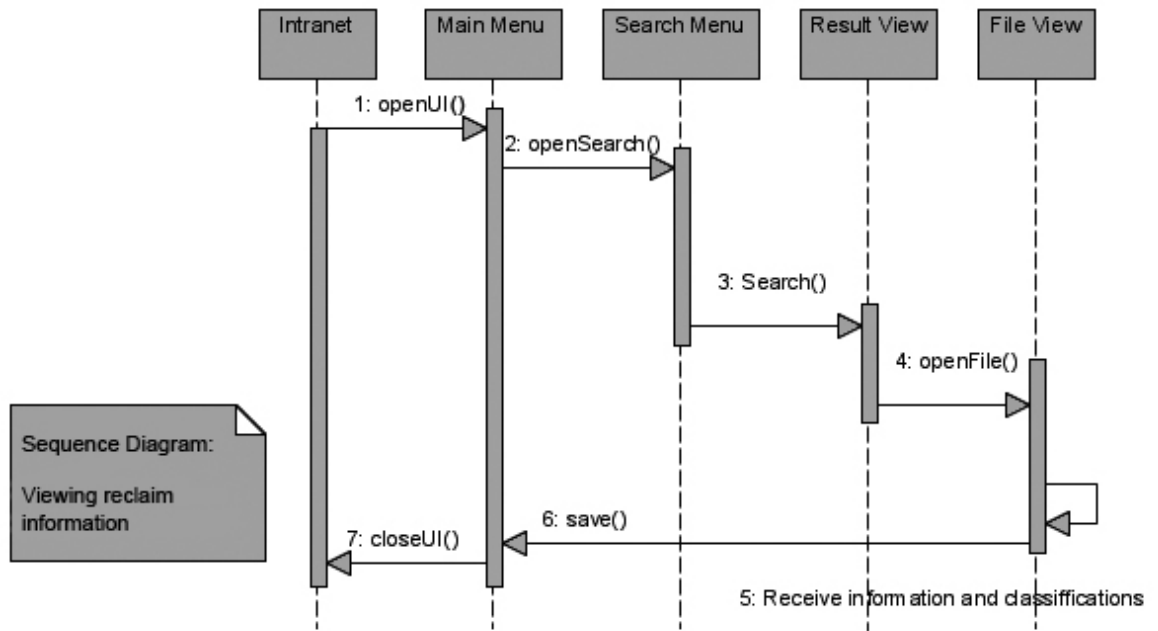 Intranet
Main Menu
Search Menu
Result View
File View
1: openUI()
2: openSearch()
3: Search()
4: openFile()
Sequence Diagram:
Viewing reclaim
information
6: save()
7: closeUI()
5: Receive information and classiffications